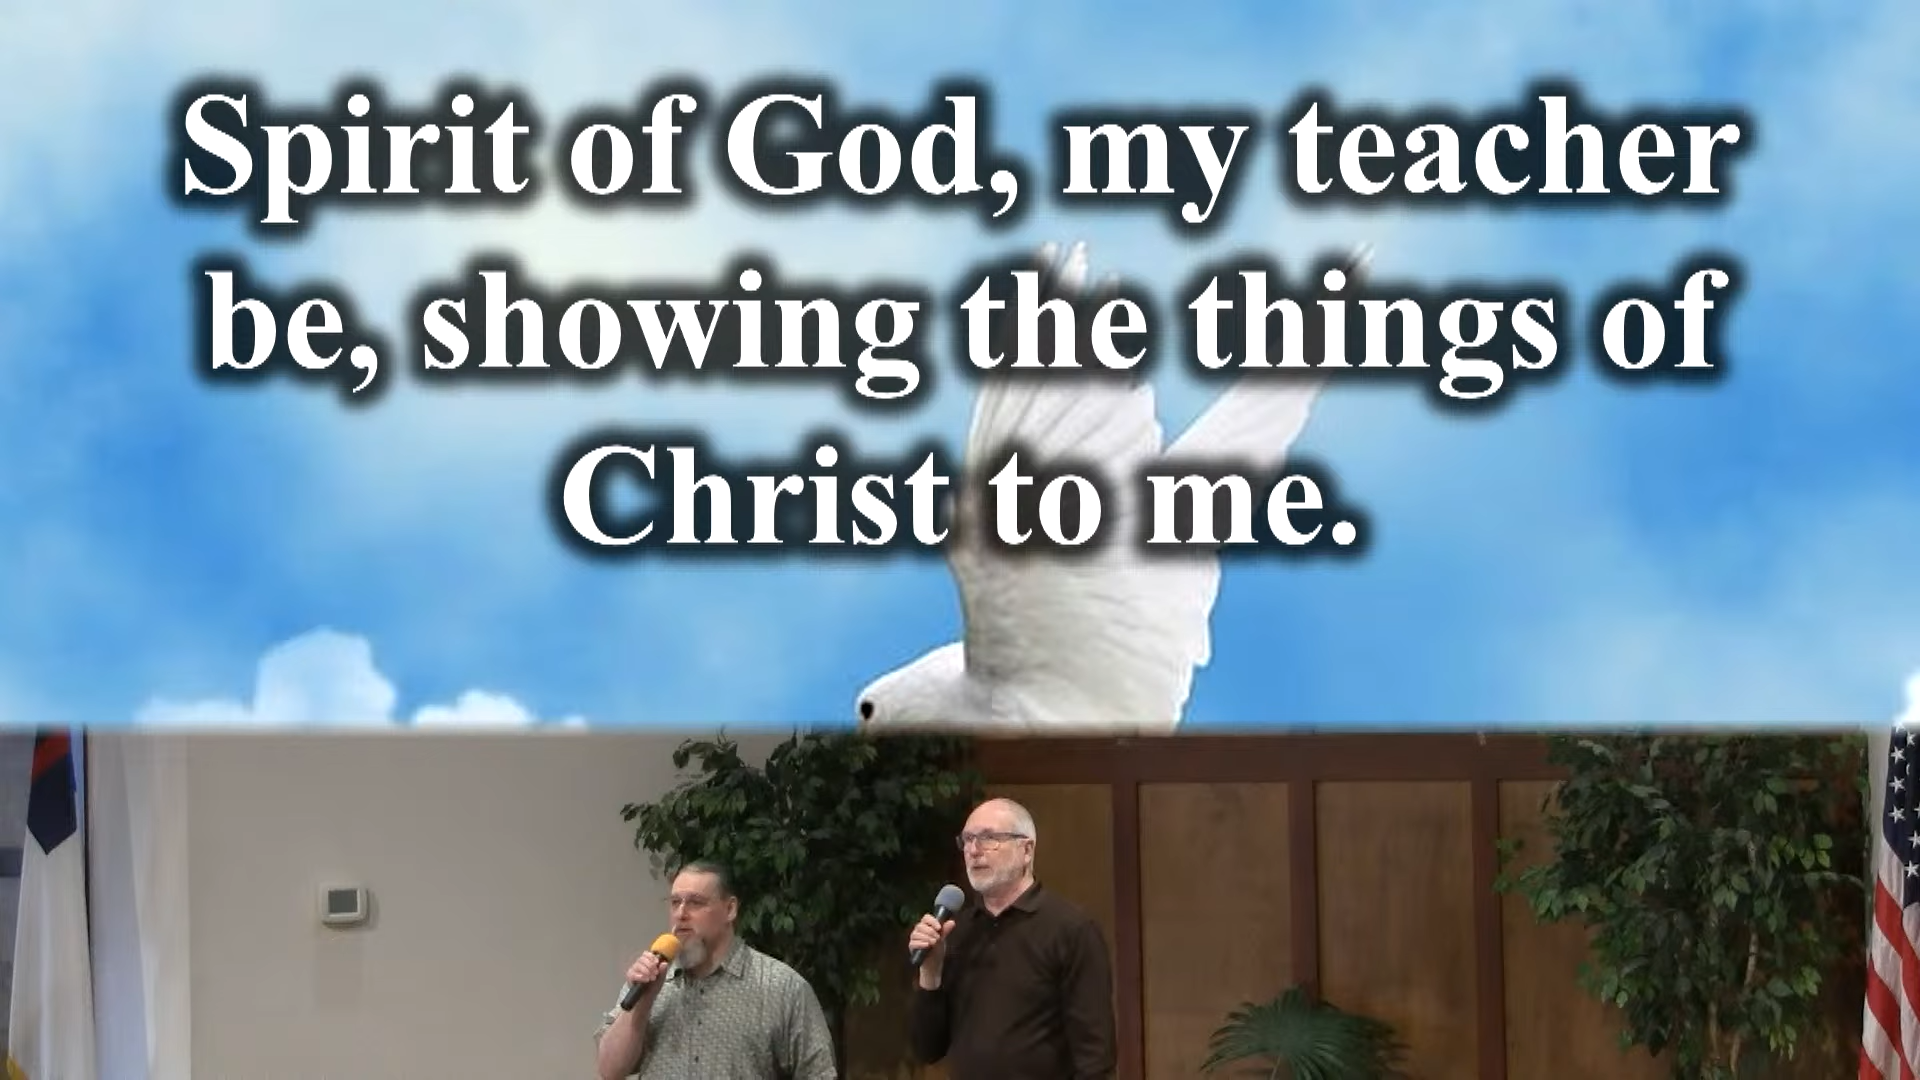 Spirit of God, my teacher
be, showing the things of
Christ to me.